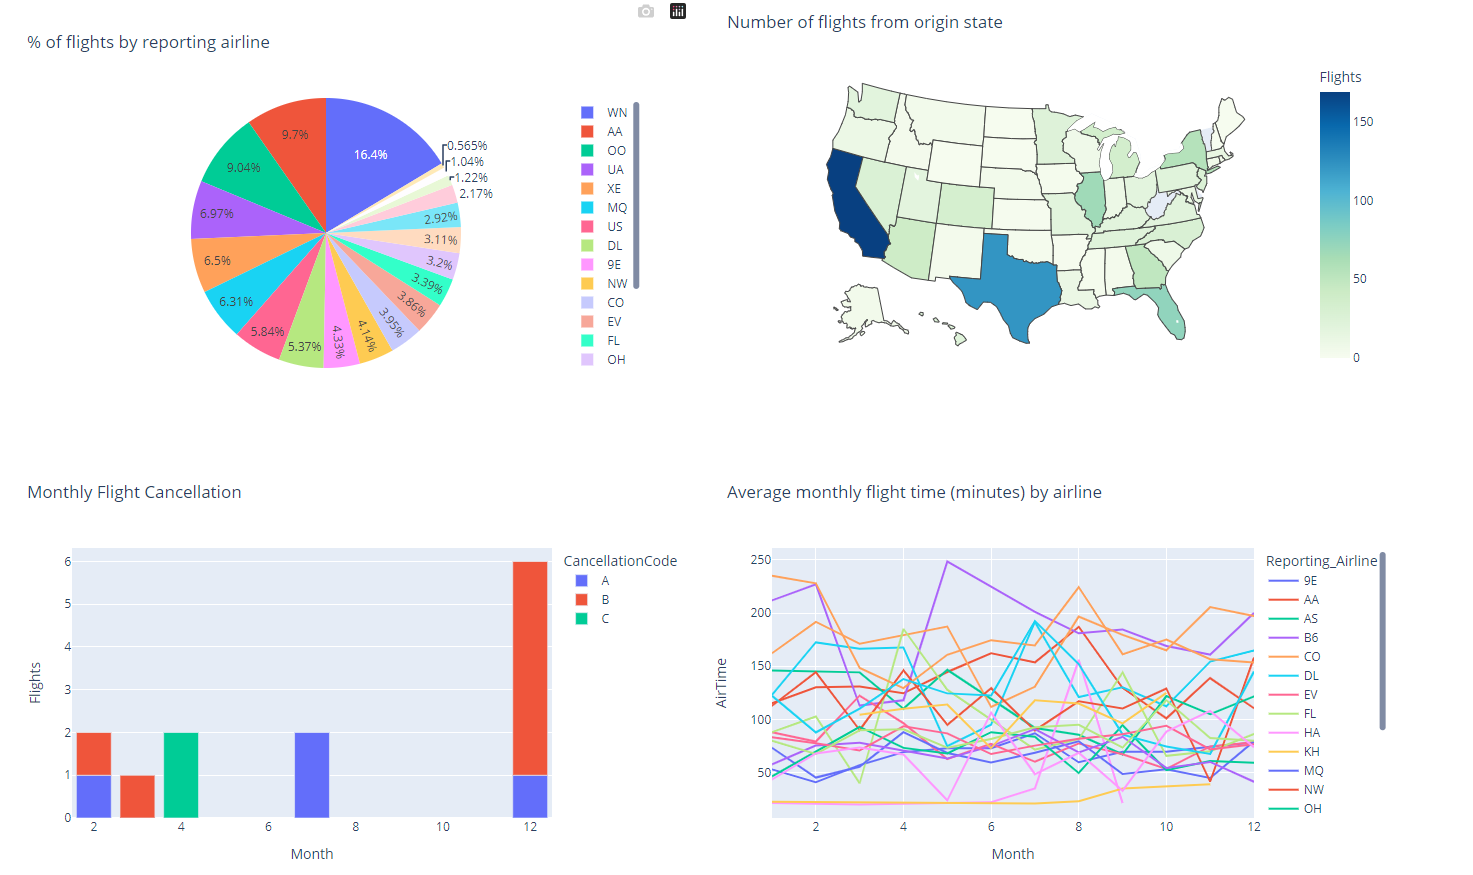 % of flights by reporting airline
16.4%
9.7%
9.04%
6.97%
6.5%
6.31%
5.84%
5.37%
4.33%
4.14%
3.95%
3.86%
3.39%
3.2%
3.11%
2.92%
2.17%
1.22%
1.04%
0.565%
WN
AA
OO
UA
XE
MQ
US
DL
9E
NW
CO
EV
FL
OH
Number of flights from origin state
Flights
150
100
50
0
Monthly Flight Cancellation
Flights
6
5
4
3
2
1
0
2
4
6
8
10
12
Month
CancellationCode
A
B
C
Average monthly flight time (minutes) by airline
AirTime
250
200
150
100
50
2
4
6
8
10
12
Month
Reporting_Airline
9E
AA
AS
B6
CO
DL
EV
FL
HA
KH
MQ
NW
OH